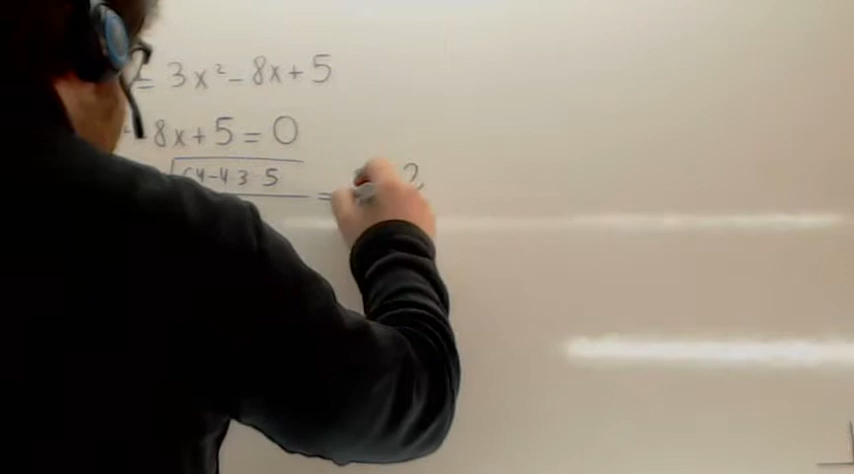 = 3x² - 8x + 5
8x + 5 = 0
√64-4 3 5 = 2